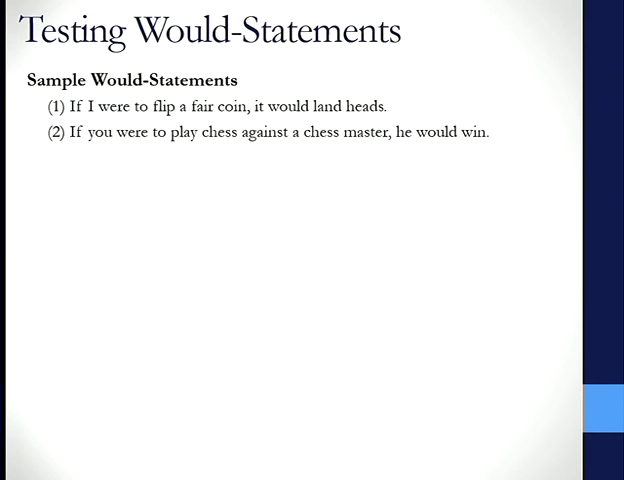 Testing Would-Statements
Sample Would-Statements
(1) If I were to flip a fair coin, it would land heads.
(2) If you were to play chess against a chess master, he would win.